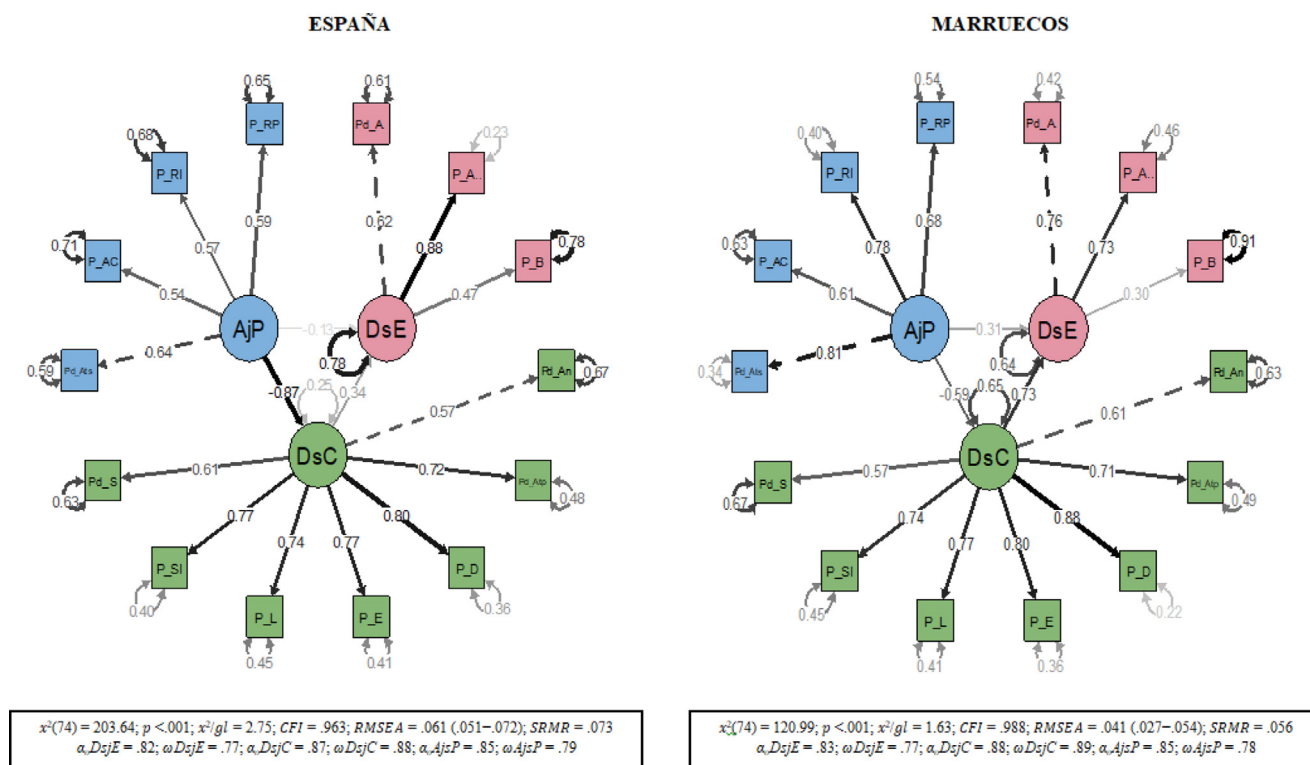 ESPAÑA
0.65
0.61
P_RP
Pd_A.
0.23
0.68
P_RI
P_A..
0.59
0.62
0.88
0.57
0.71
P_AC
P_B
0.78
0.54
0.47
AjP
-0.13
DsE
0.59
Pd_Ats
0.64
0.78
0.25
0.34
Pd_An
0.67
-0.87
0.57
DsC
Pd_S
0.63
0.61
0.72
Pd_Atp
0.48
0.77
0.80
0.74
0.77
P_SI
P_D
0.40
0.36
P_L
P_E
0.45
0.41
x²(74) = 203.64; p <.001; x²/gl = 2.75; CFI = .963; RMSEA = .061 (.051–.072); SRMR = .073
αₒDsjE = .82; ωDsjE = .77; αₒDsjC = .87; ωDsjC = .88; αₒAjsP = .85; ωAjsP = .79
MARRUECOS
0.54
0.42
P_RP
Pd_A.
0.46
0.40
P_RI
P_A..
0.68
0.76
0.73
0.78
0.63
P_AC
P_B
0.91
0.61
0.30
AjP
-0.31
DsE
0.34
Pd_Ats
0.81
0.64
0.65
0.73
Pd_An
0.63
-0.59
0.61
DsC
Pd_S
0.67
0.57
0.71
Pd_Atp
0.49
0.74
0.88
0.77
0.80
P_SI
P_D
0.45
0.22
P_L
P_E
0.41
0.36
x²(74) = 120.99; p <.001; x²/gl = 1.63; CFI = .988; RMSEA = .041 (.027–.054); SRMR = .056
αₒDsjE = .83; ωDsjE = .77; αₒDsjC = .88; ωDsjC = .89; αₒAjsP = .85; ωAjsP = .78